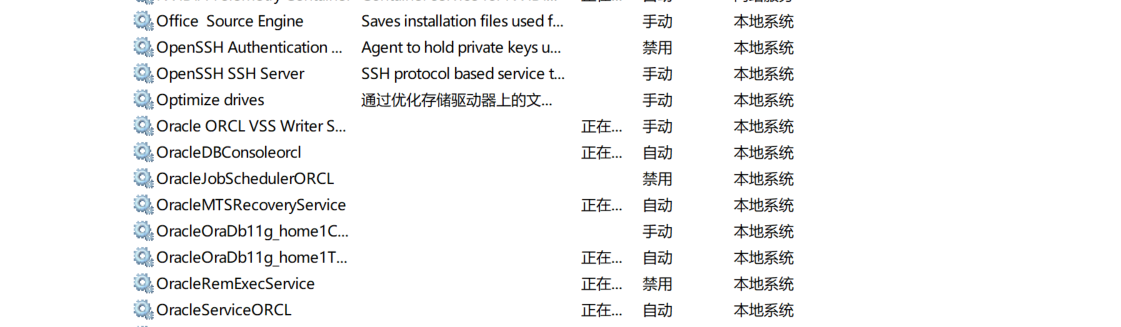 Office  Source Engine Saves installation files used f... 手动 本地系统
OpenSSH Authentication ... Agent to hold private keys u... 禁用 本地系统
OpenSSH SSH Server SSH protocol based service t... 手动 本地系统
Optimize drives 通过优化存储驱动器上的文... 手动 本地系统
Oracle ORCL VSS Writer S... 正在... 手动 本地系统
OracleDBConsoleorcl 正在... 自动 本地系统
OracleJobSchedulerORCL 禁用 本地系统
OracleMTSRecoveryService 正在... 自动 本地系统
OracleOraDb11g_home1C... 手动 本地系统
OracleOraDb11g_home1T... 正在... 自动 本地系统
OracleRemExecService 正在... 禁用 本地系统
OracleServiceORCL 正在... 自动 本地系统